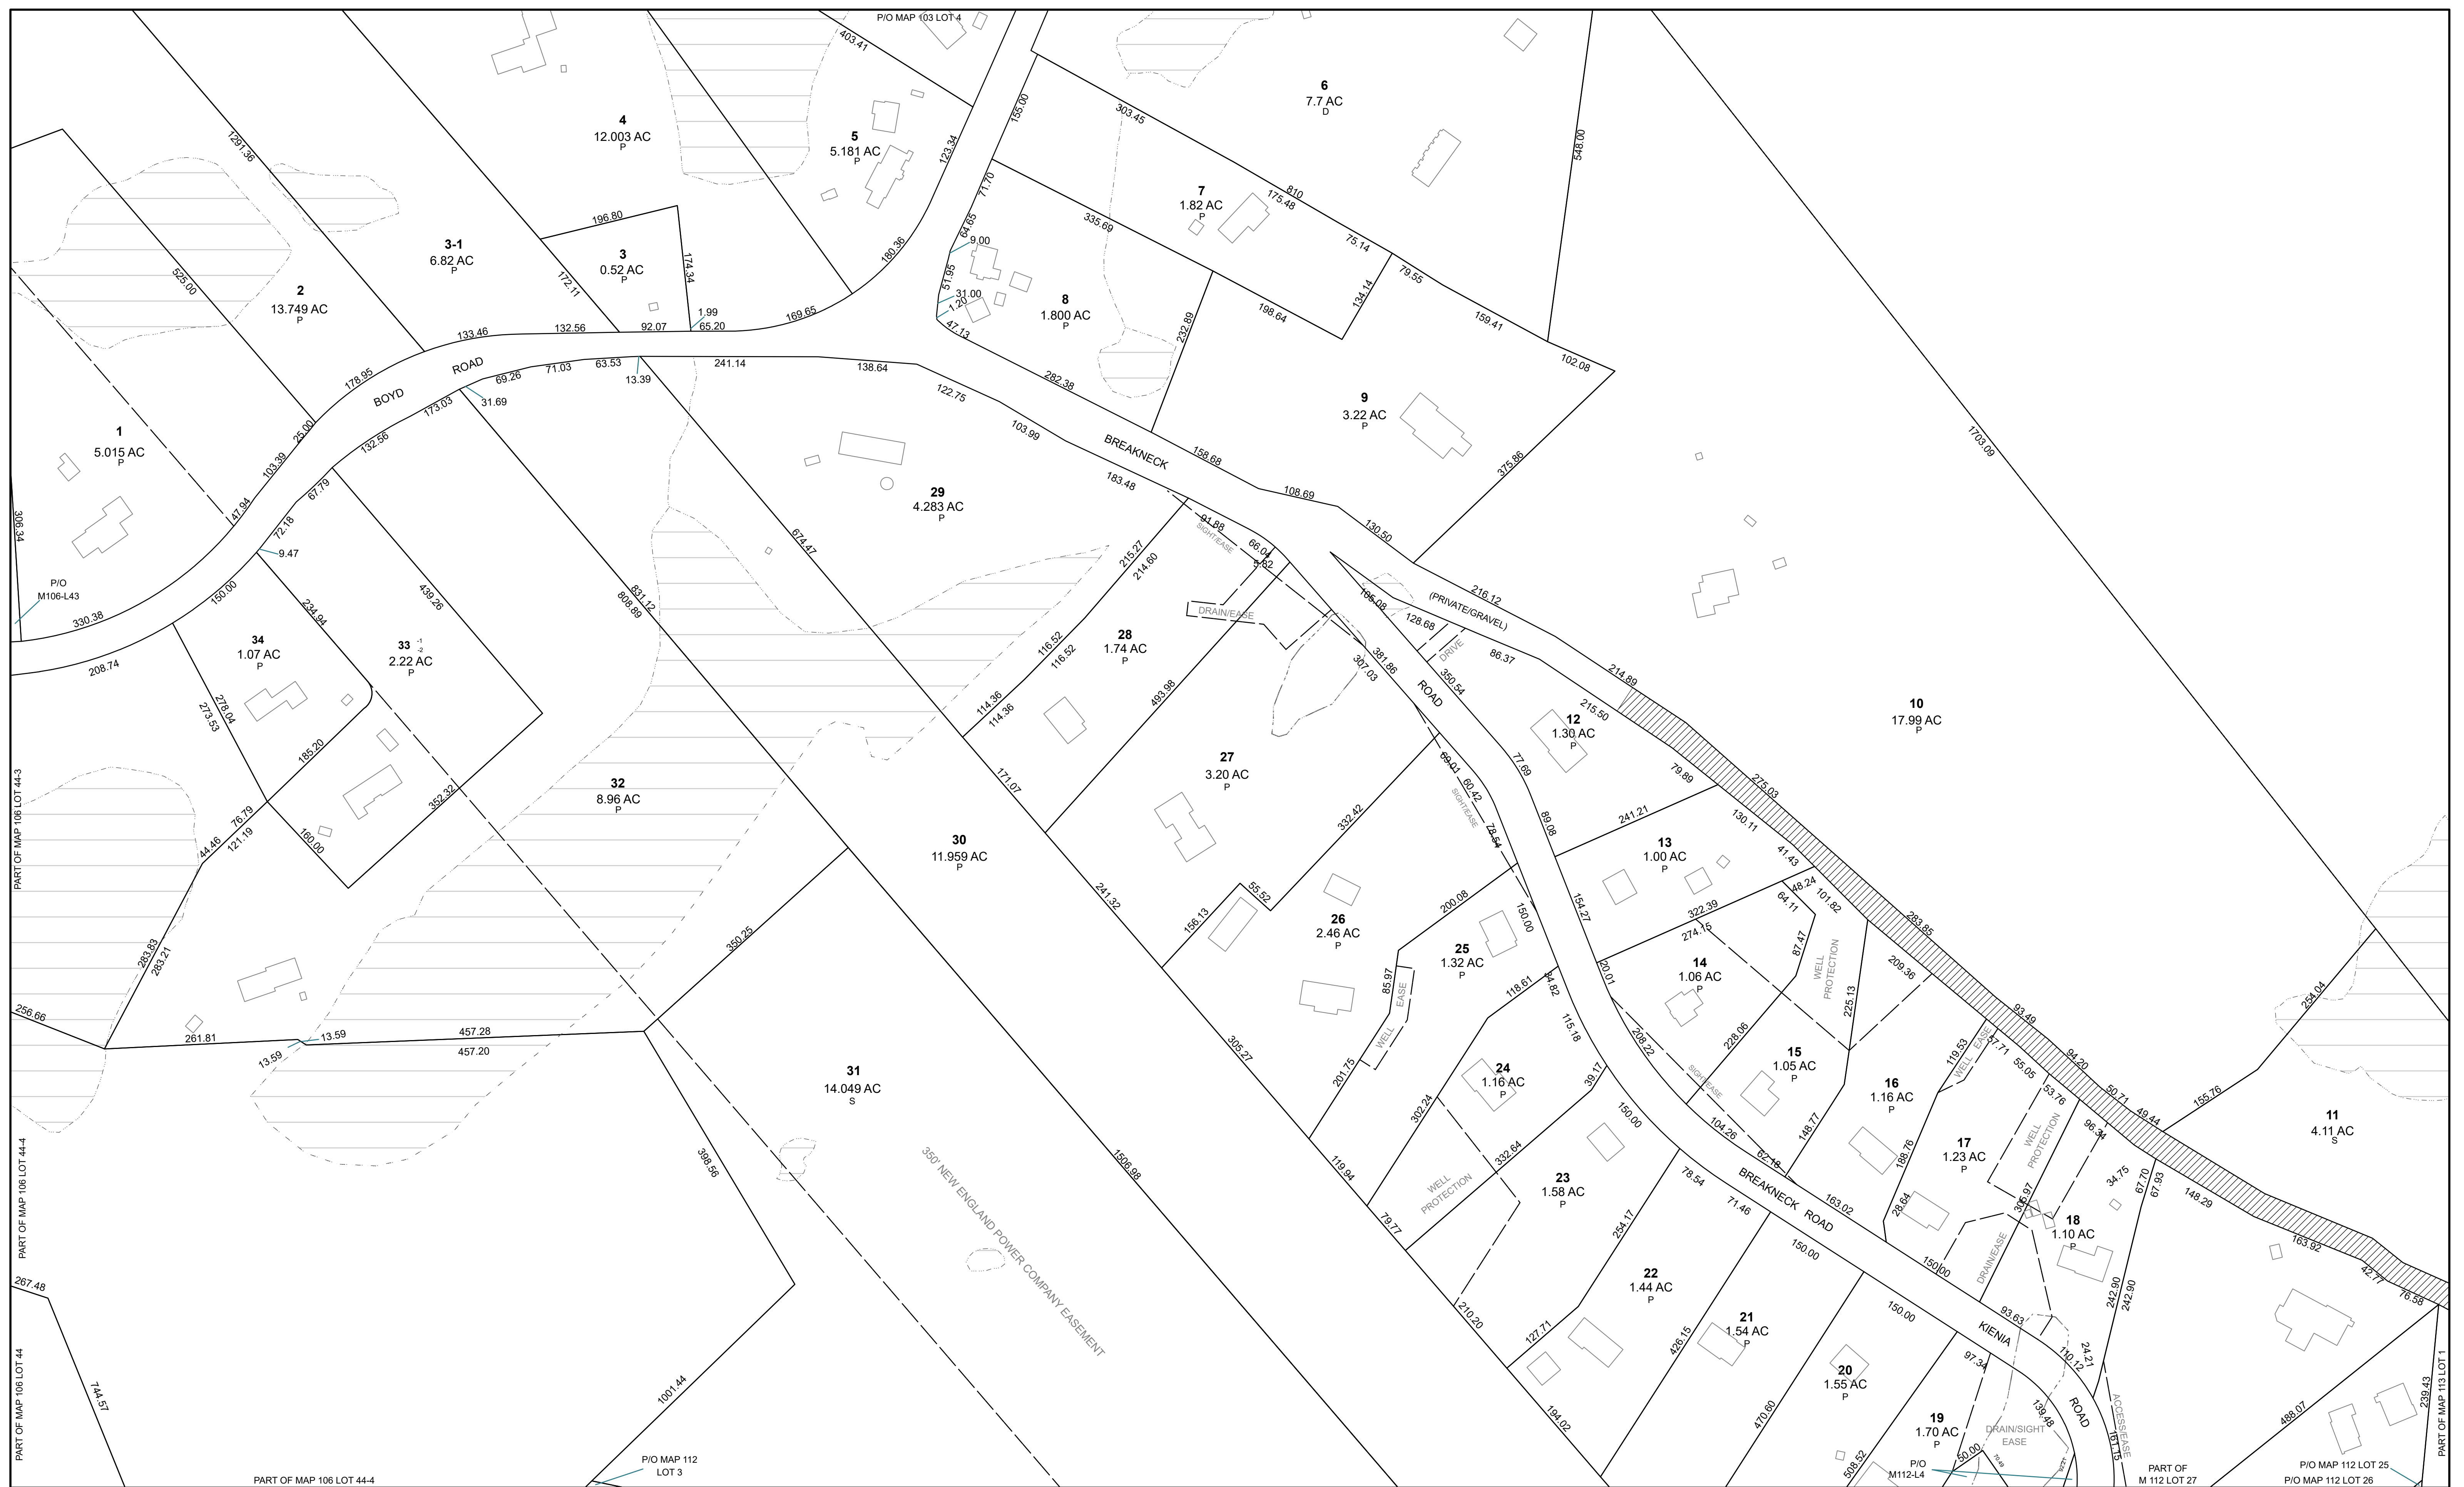 P/O MAP 103 LOT 4
403.41
1291.36
4
12.003 AC
P
5
5.181 AC
P
123.34
155.00
71.70
303.45
6
7.7 AC
D
548.00
7
1.82 AC
P
810
175.48
75.14
335.69
79.55
159.41
102.08
134.14
198.64
232.89
525.00
2
13.749 AC
P
3-1
6.82 AC
P
196.80
3
0.52 AC
P
174.34
172.11
180.36
64.65
9.00
51.95
31.00
1.20
47.13
8
1.800 AC
P
1.99
65.20
169.65
92.07
132.56
133.46
178.95
25.00
103.39
47.94
BOYD
ROAD
69.26
71.03
63.53
13.39
241.14
138.64
122.75
103.99
183.48
282.38
BREAKNECK
158.68
108.69
130.50
375.86
9
3.22 AC
P
1703.09
1
5.015 AC
P
306.34
P/O
M106-L43
330.38
208.74
150.00
9.47
72.18
67.79
132.56
173.03
31.69
439.26
234.94
34
1.07 AC
P
33
-1
-2
2.22 AC
P
278.04
273.53
185.20
352.32
160.00
76.79
121.19
44.46
283.83
283.21
831.12
808.89
674.47
29
4.283 AC
P
215.27
214.60
116.52
116.52
114.36
114.36
91.88
SIGHT/EASE
66.04
5.82
DRAIN/EASE
28
1.74 AC
P
493.98
27
3.20 AC
P
307.03
381.86
350.54
ROAD
105.08
128.68
(PRIVATE/GRAVEL)
216.12
86.37
DRIVE
215.50
214.89
12
1.30 AC
P
79.89
275.03
10
17.99 AC
P
77.69
89.08
241.21
130.11
41.43
13
1.00 AC
P
48.24
64.11
101.82
322.39
274.15
154.27
283.85
69.01
60.42
SIGHT/EASE
78.54
332.42
55.52
156.13
171.07
241.32
32
8.96 AC
P
30
11.959 AC
P
350.25
26
2.46 AC
P
200.08
150.00
25
1.32 AC
P
85.97
EASE
WELL
201.75
118.61
34.82
115.18
20.01
14
1.06 AC
P
87.47
WELL
PROTECTION
225.13
209.36
228.06
208.22
SIGHT/EASE
15
1.05 AC
P
148.77
104.26
62.18
16
1.16 AC
P
119.53
WELL EASE
57.71
55.05
53.76
93.49
94.20
50.71
49.44
96.34
155.76
254.04
11
4.11 AC
S
PART OF MAP 106 LOT 44-3
256.66
261.81
13.59
13.59
457.28
457.20
305.27
31
14.049 AC
S
398.56
350' NEW ENGLAND POWER COMPANY EASEMENT
1506.98
24
1.16 AC
P
302.24
39.17
150.00
332.64
WELL
PROTECTION
119.94
79.77
23
1.58 AC
P
254.17
78.54
71.46
BREAKNECK ROAD
163.02
188.76
28.64
17
1.23 AC
P
WELL
PROTECTION
305.97
34.75
67.70
67.93
148.29
163.92
42.77
76.58
18
1.10 AC
P
242.90
242.90
DRAIN/EASE
150.00
150.00
150.00
93.63
KIENIA
110.12
24.21
ROAD
PART OF MAP 106 LOT 44-4
267.48
744.57
PART OF MAP 106 LOT 44
1001.44
PART OF MAP 106 LOT 44-4
P/O MAP 112
LOT 3
210.20
127.71
194.02
22
1.44 AC
P
426.15
21
1.54 AC
P
470.60
20
1.55 AC
P
508.52
97.34
139.48
19
1.70 AC
P
DRAIN/SIGHT
EASE
50.00
70.49
P/O
M112-L4
ACCESS/EASE
161.15
PART OF
M 112 LOT 27
488.07
239.43
P/O MAP 112 LOT 25
P/O MAP 112 LOT 26
PART OF MAP 113 LOT 1